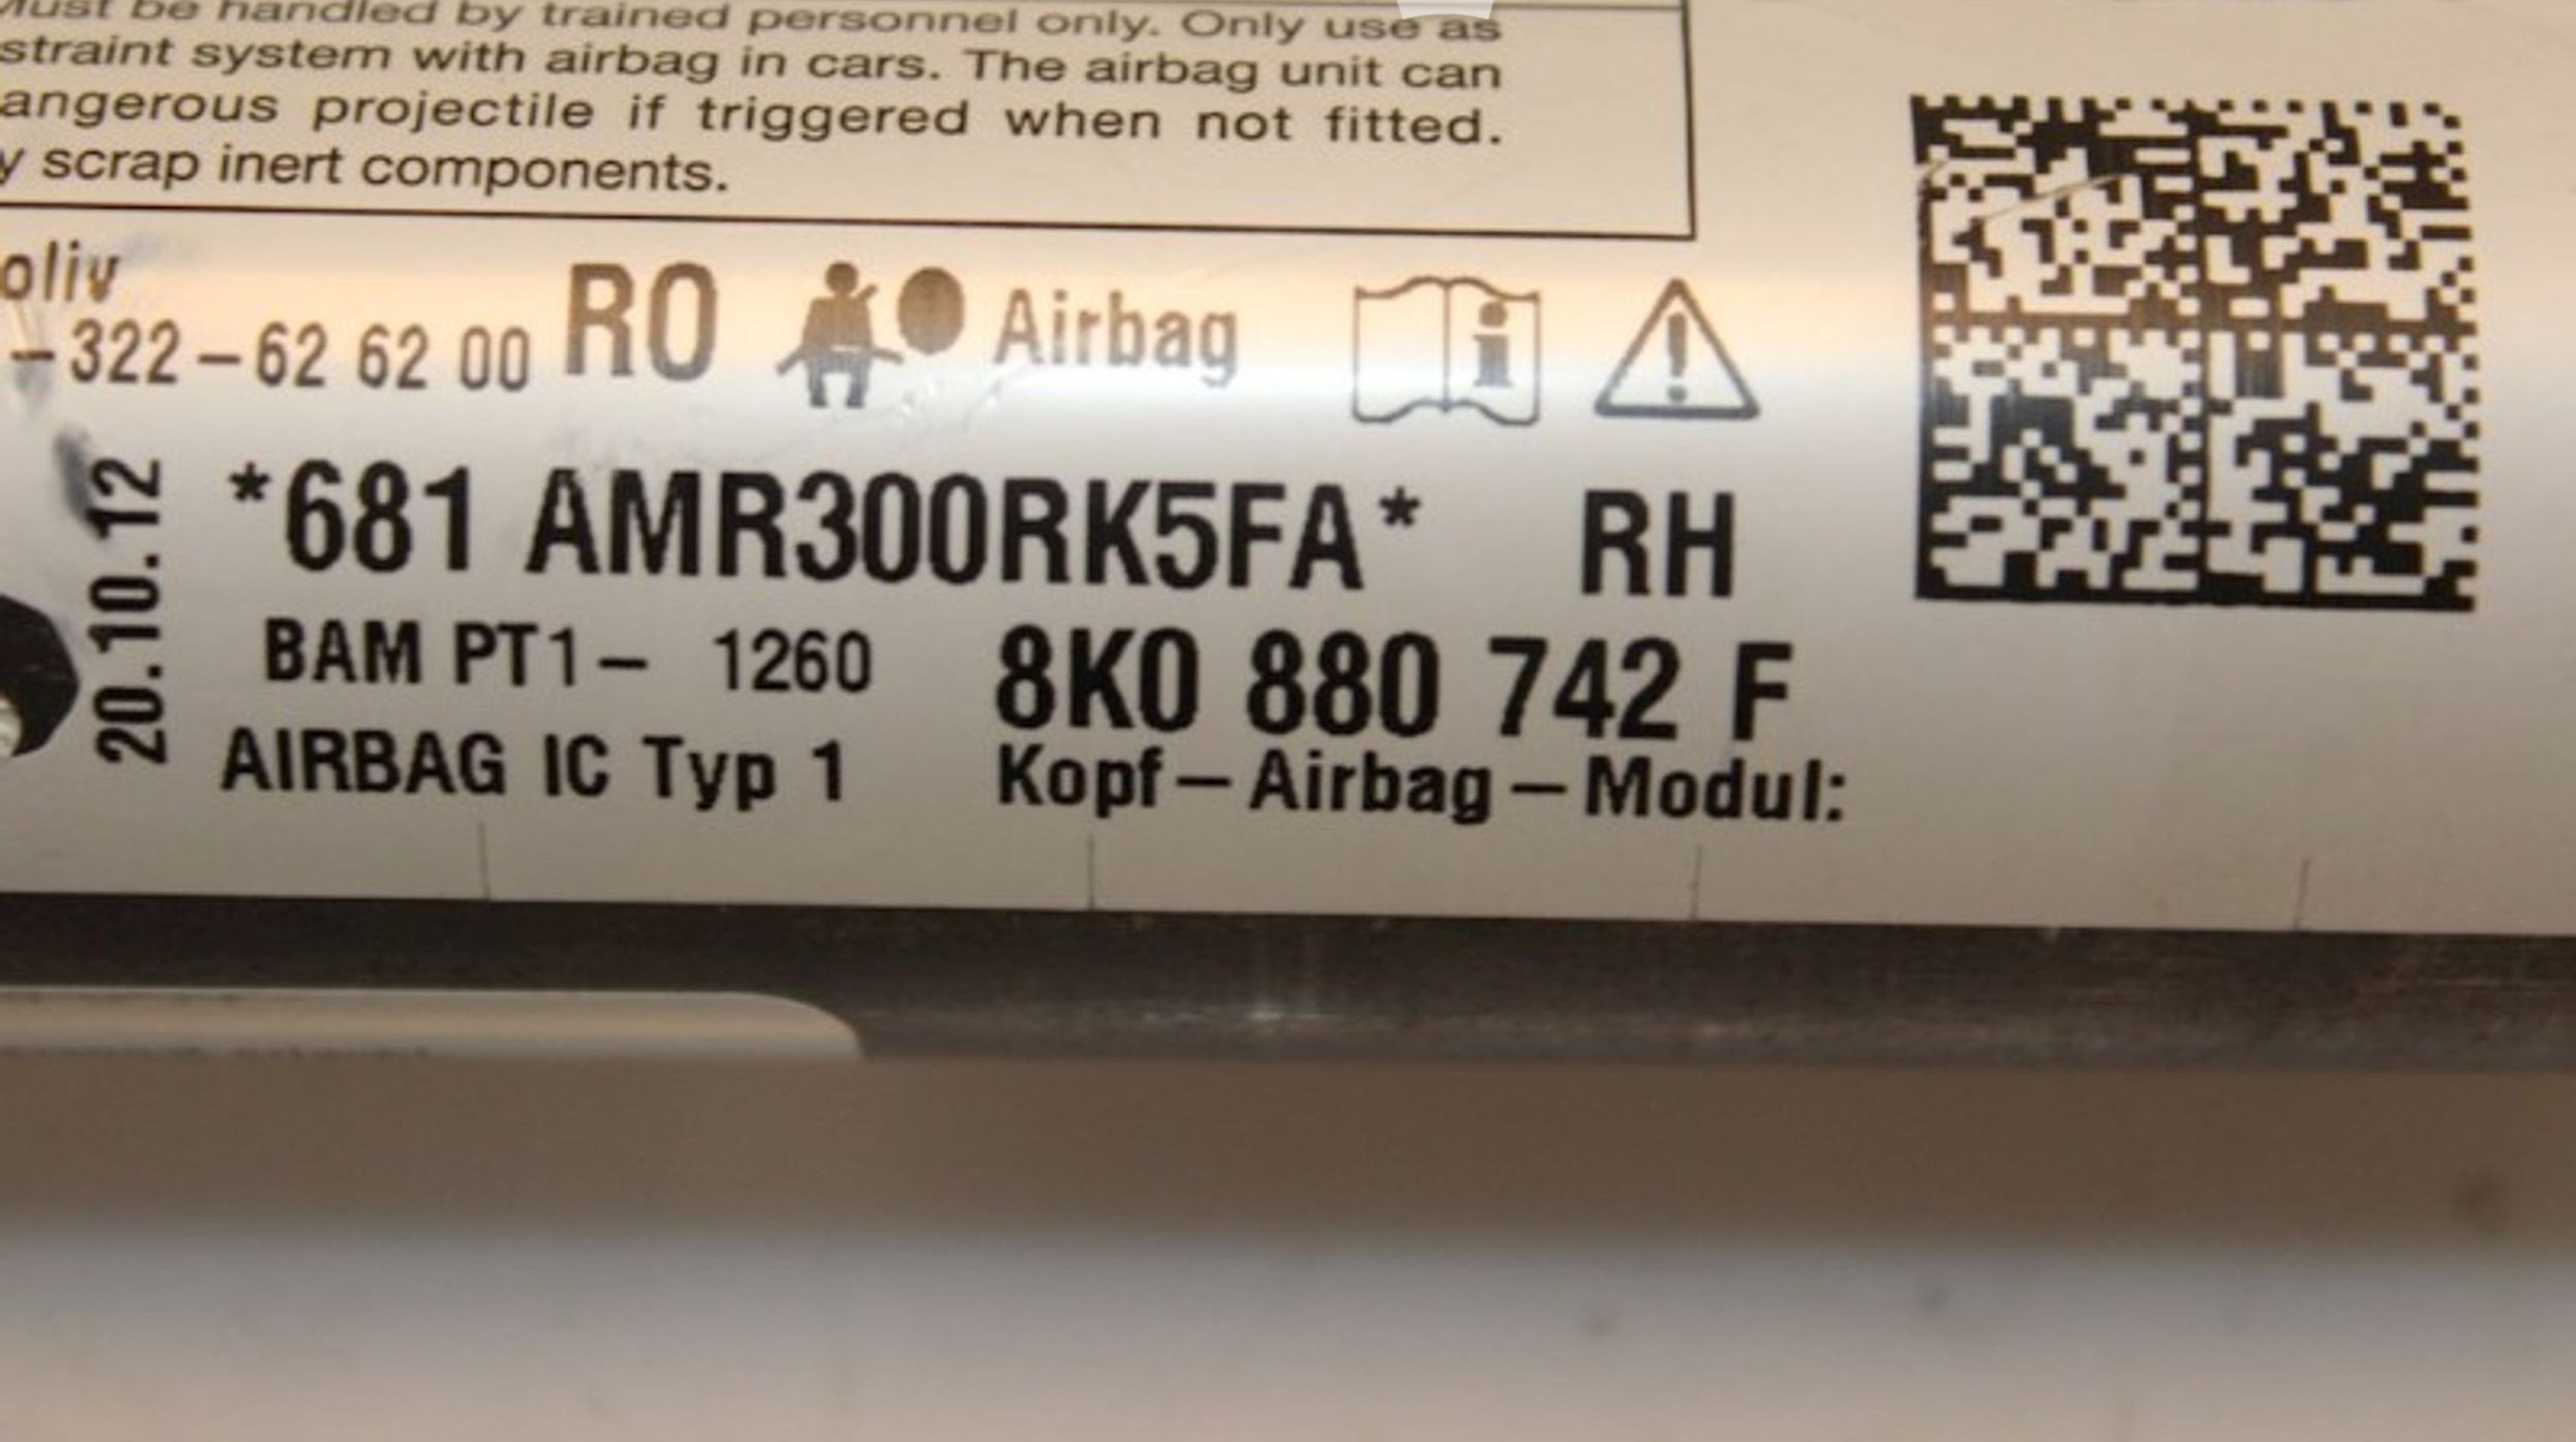 Must be handled by trained personnel only. Only use as
straint system with airbag in cars. The airbag unit can
angerous projectile if triggered when not fitted.
y scrap inert components.
oliv
-322-62 62 00 RO Airbag
20.10.12
*681 AMR300RK5FA* RH
BAM PT1- 1260 8K0 880 742 F
AIRBAG IC Typ 1 Kopf-Airbag-Modul: